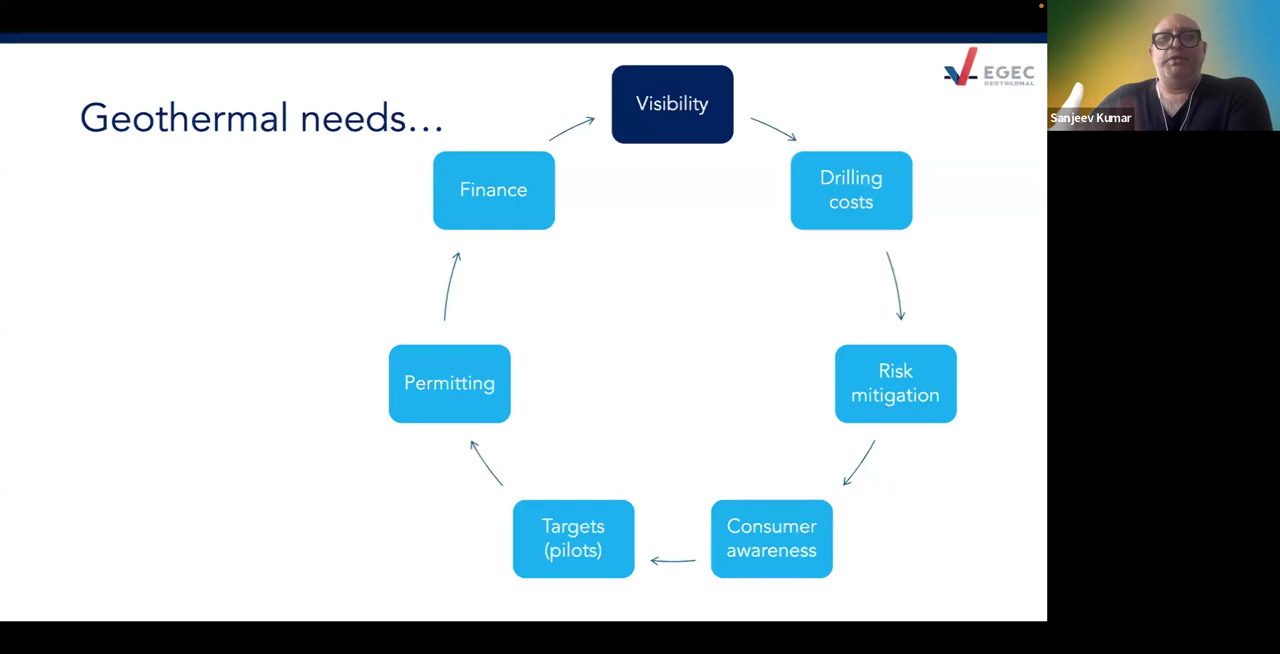 Geothermal needs...
EGEC
GEOTHERMAL
Visibility
Drilling
costs
Risk
mitigation
Consumer
awareness
Targets
(pilots)
Permitting
Finance
Sanjeev Kumar